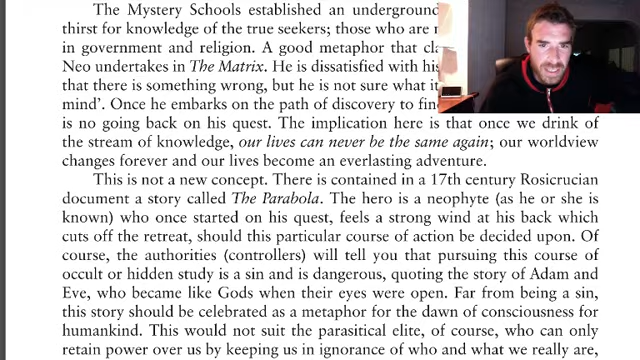 The Mystery Schools established an underground
thirst for knowledge of the true seekers; those who are
in government and religion. A good metaphor that
Neo undertakes in The Matrix. He is dissatisfied with his
that there is something wrong, but he is not sure what it
mind’. Once he embarks on the path of discovery to
is no going back on his quest. The implication here is that once we drink of
the stream of knowledge, our lives can never be the same again; our worldview
changes forever and our lives become an everlasting adventure.
This is not a new concept. There is contained in a 17th century Rosicrucian
document a story called The Parabola. The hero is a neophyte (as he or she is
known) who once started on his quest, feels a strong wind at his back which
cuts off the retreat, should this particular course of action be decided upon. Of
course, the authorities (controllers) will tell you that pursuing this course of
occult or hidden study is a sin and is dangerous, quoting the story of Adam and
Eve, who became like Gods when their eyes were open. Far from being a sin,
this story should be celebrated as a metaphor for the dawn of consciousness for
humankind. This would not suit the parasitical elite, of course, who can only
retain power over us by keeping us in ignorance of who and what we really are,